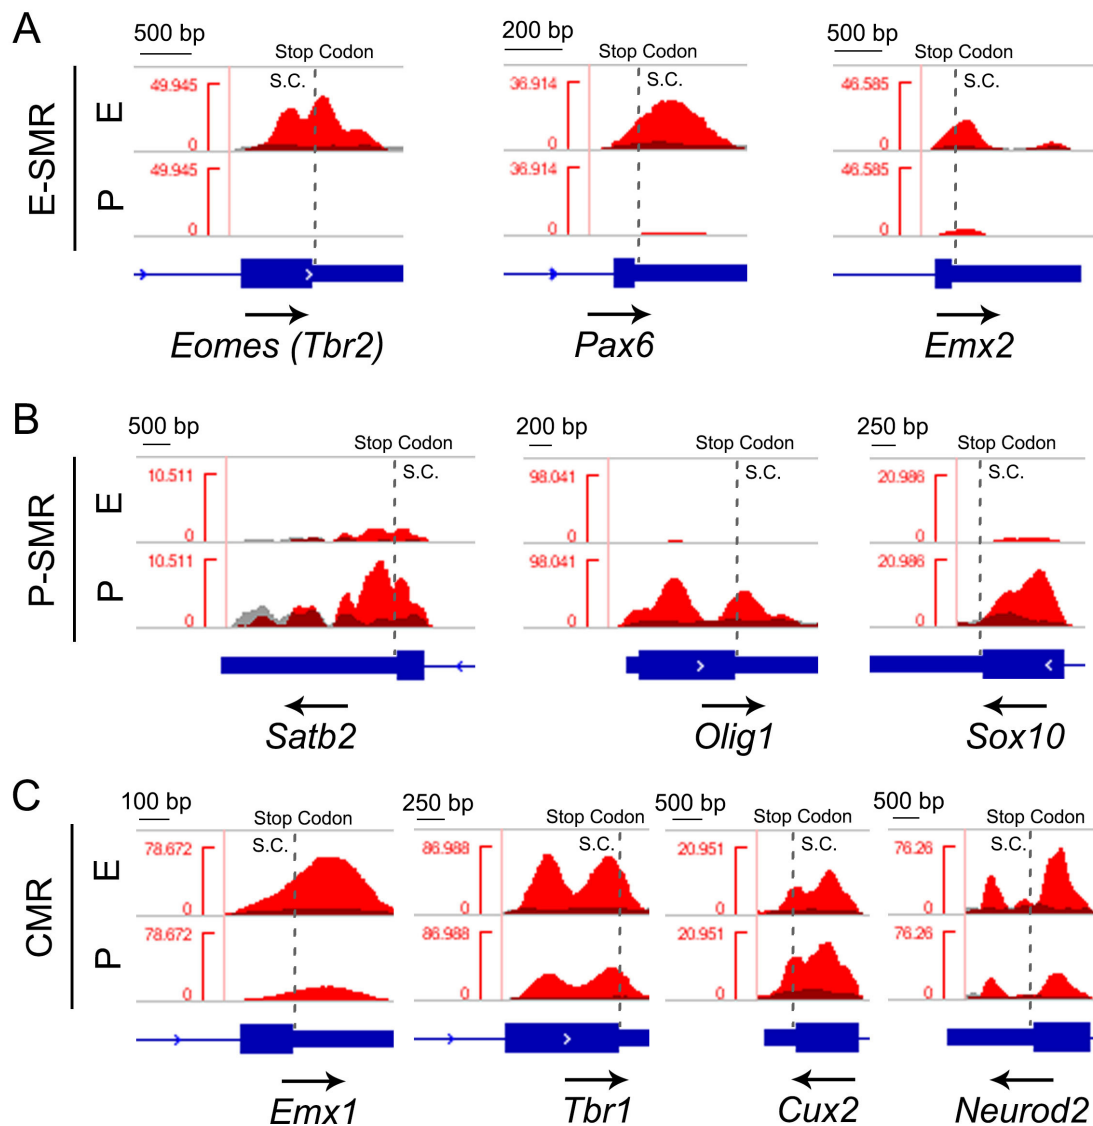 A
500 bp
200 bp
500 bp
Stop Codon
Stop Codon
Stop Codon
S.C.
S.C.
S.C.
E-SMR
E
49.945
0
36.914
0
46.585
0
P
49.945
0
36.914
0
46.585
0
Eomes (Tbr2)
Pax6
Emx2
B
500 bp
200 bp
250 bp
Stop Codon
Stop Codon
Stop Codon
S.C.
S.C.
S.C.
P-SMR
E
10.511
0
98.041
0
20.986
0
P
10.511
0
98.041
0
20.986
0
Satb2
Olig1
Sox10
C
100 bp
250 bp
500 bp
500 bp
Stop Codon
Stop Codon
Stop Codon
Stop Codon
S.C.
S.C.
S.C.
S.C.
CMR
E
78.672
0
86.988
0
20.951
0
76.26
0
P
78.672
0
86.988
0
20.951
0
76.26
0
Emx1
Tbr1
Cux2
Neurod2